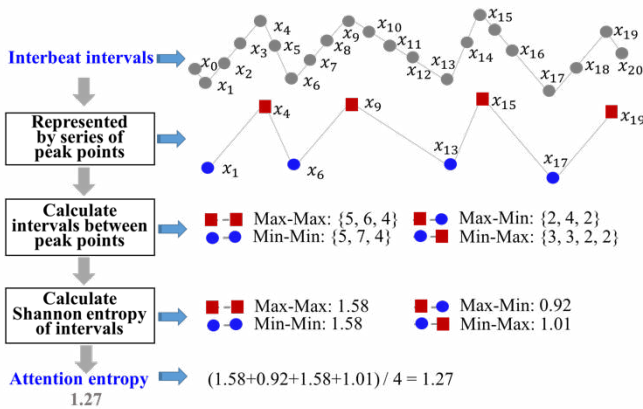 Interbeat intervals
x₀ x₁ x₂ x₃ x₄ x₅ x₆ x₇ x₈ x₉ x₁₀ x₁₁ x₁₂ x₁₃ x₁₄ x₁₅ x₁₆ x₁₇ x₁₈ x₁₉ x₂₀
Represented
by series of
peak points
x₁ x₄ x₆ x₉ x₁₃ x₁₅ x₁₇ x₁₉
Calculate
intervals between
peak points
Max-Max: {5, 6, 4}
Max-Min: {2, 4, 2}
Min-Min: {5, 7, 4}
Min-Max: {3, 3, 2, 2}
Calculate
Shannon entropy
of intervals
Max-Max: 1.58
Max-Min: 0.92
Min-Min: 1.58
Min-Max: 1.01
Attention entropy
1.27
(1.58+0.92+1.58+1.01) / 4 = 1.27